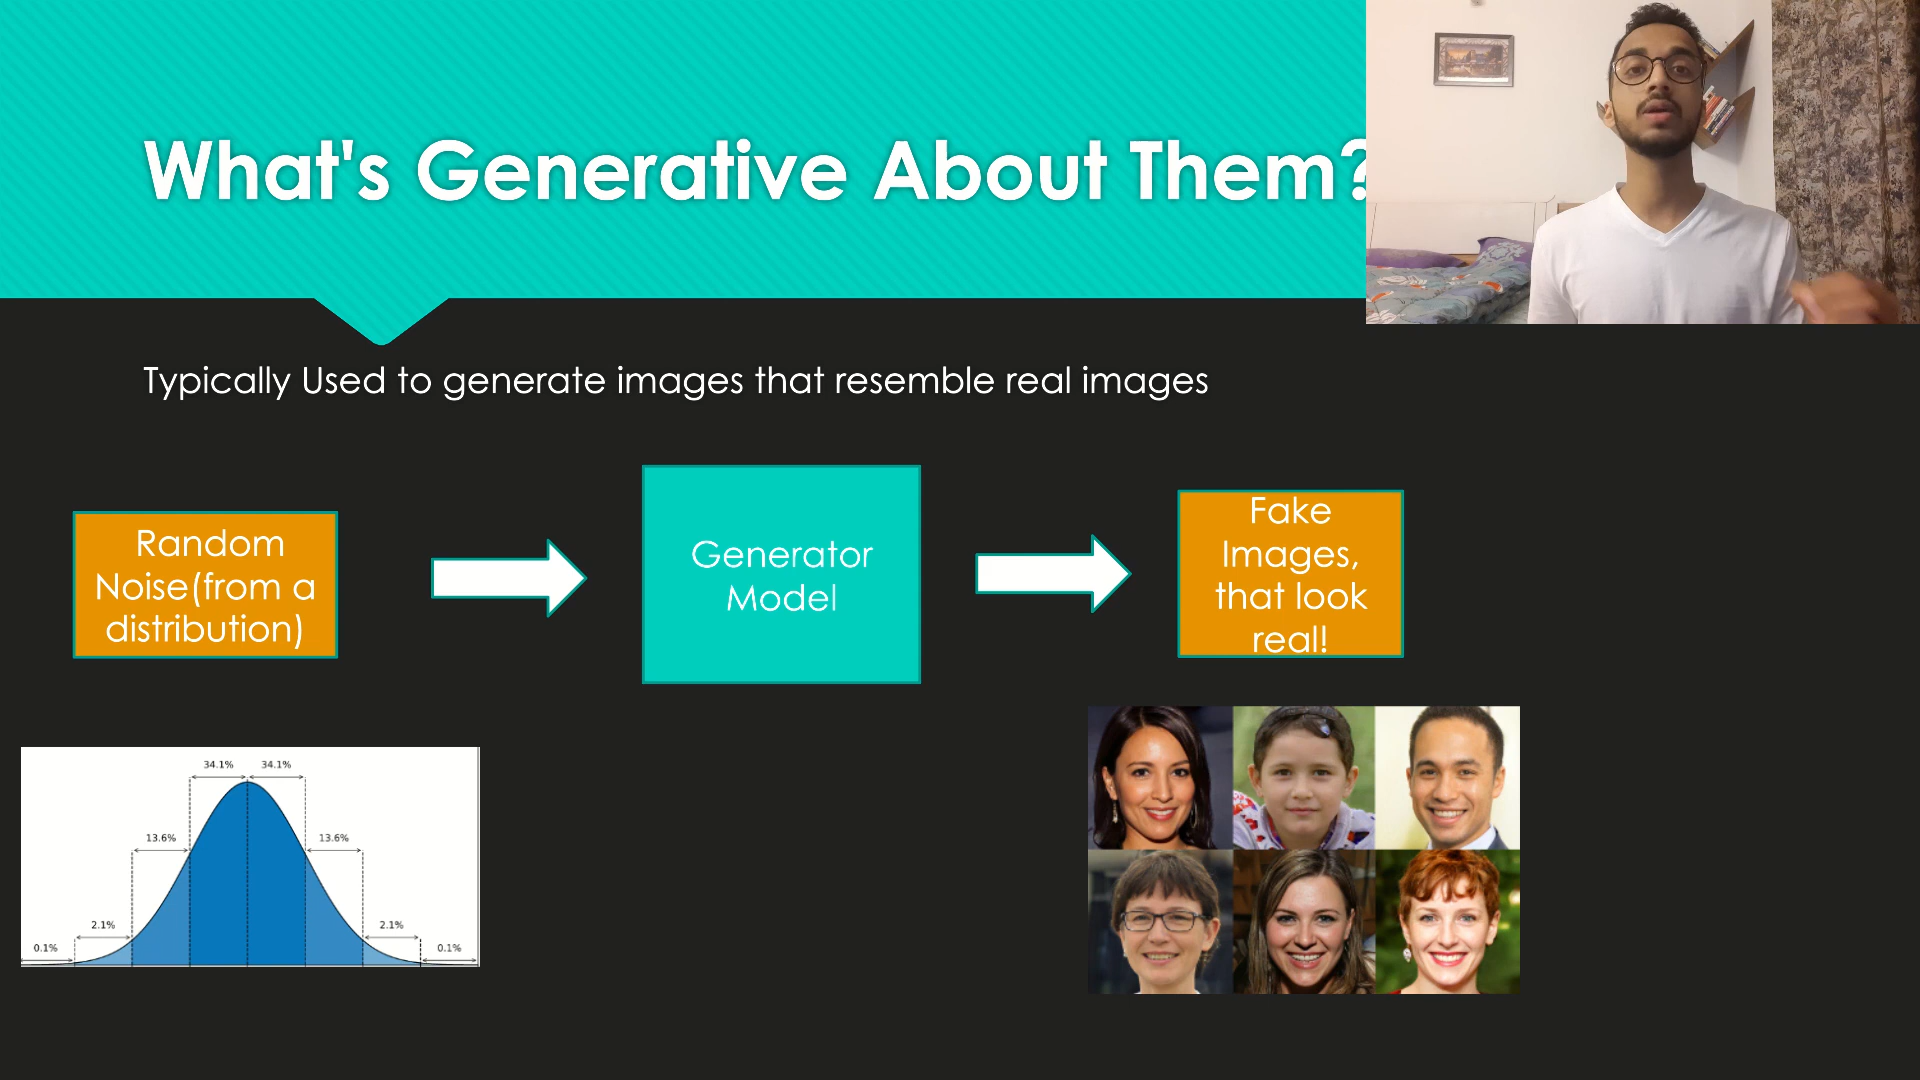 What's Generative About Them?
Typically Used to generate images that resemble real images
Random
Noise(from a
distribution)
Generator
Model
Fake
Images,
that look
real!
34.1% 34.1%
13.6% 13.6%
2.1% 2.1%
0.1% 0.1%